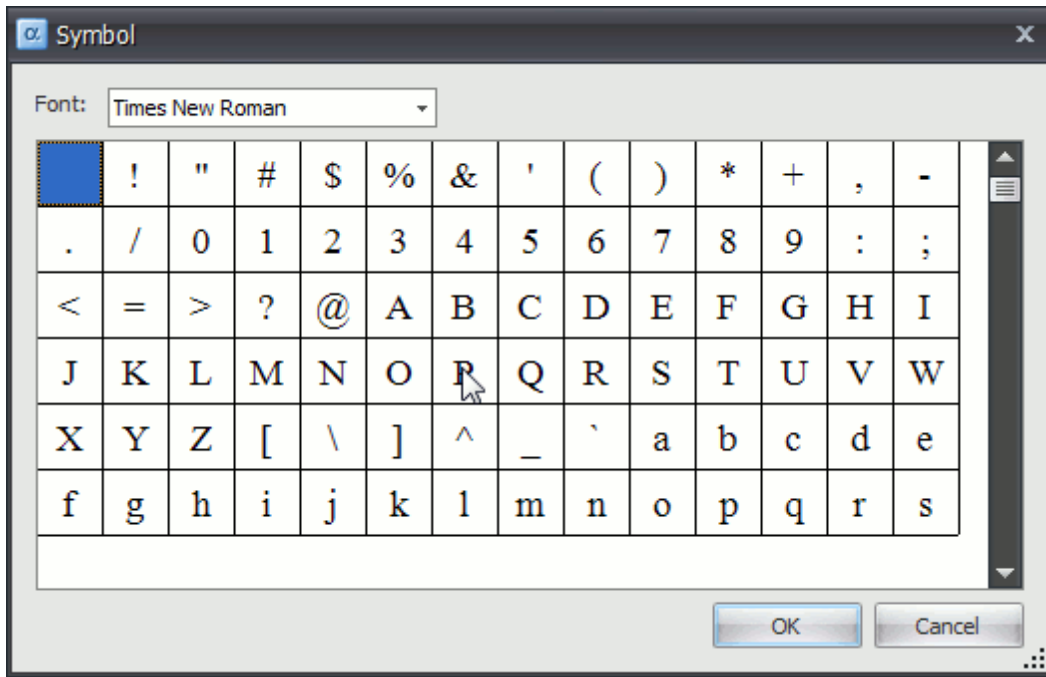 α Symbol x
Font: Times New Roman
! " # $ % & ' ( ) * + , -
. / 0 1 2 3 4 5 6 7 8 9 : ;
< = > ? @ A B C D E F G H I
J K L M N O P Q R S T U V W
X Y Z [ \ ] ^ _ ` a b c d e
f g h i j k l m n o p q r s
OK Cancel